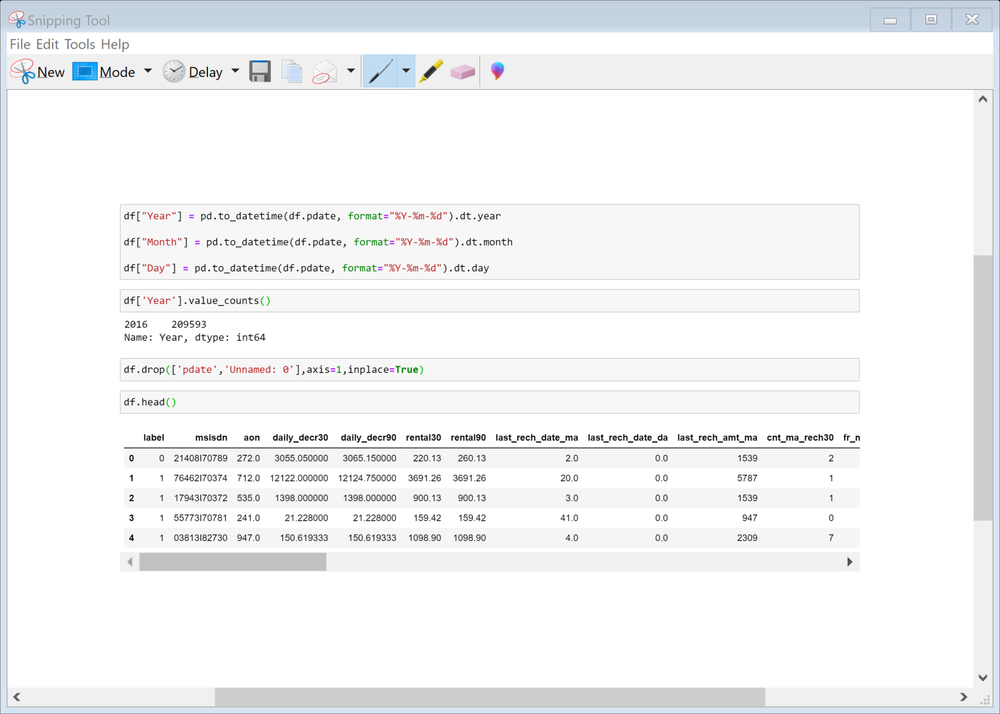 Snipping Tool
File Edit Tools Help
New Mode Delay
df["Year"] = pd.to_datetime(df.pdate, format="%Y-%m-%d").dt.year
df["Month"] = pd.to_datetime(df.pdate, format="%Y-%m-%d").dt.month
df["Day"] = pd.to_datetime(df.pdate, format="%Y-%m-%d").dt.day
df['Year'].value_counts()
2016    209593
Name: Year, dtype: int64
df.drop(['pdate','Unnamed: 0'],axis=1,inplace=True)
df.head()
label msisdn aon daily_decr30 daily_decr90 rental30 rental90 last_rech_date_ma last_rech_date_da last_rech_amt_ma cnt_ma_rech30 fr_m
0 0 21408I70789 272.0 3055.050000 3065.150000 220.13 260.13 2.0 0.0 1539 2
1 1 76462I70374 712.0 12122.000000 12124.750000 3691.26 3691.26 20.0 0.0 5787 1
2 1 17943I70372 535.0 1398.000000 1398.000000 900.13 900.13 3.0 0.0 1539 1
3 1 55773I70781 241.0 21.228000 21.228000 159.42 159.42 41.0 0.0 947 0
4 1 03813I82730 947.0 150.619333 150.619333 1098.90 1098.90 4.0 0.0 2309 7